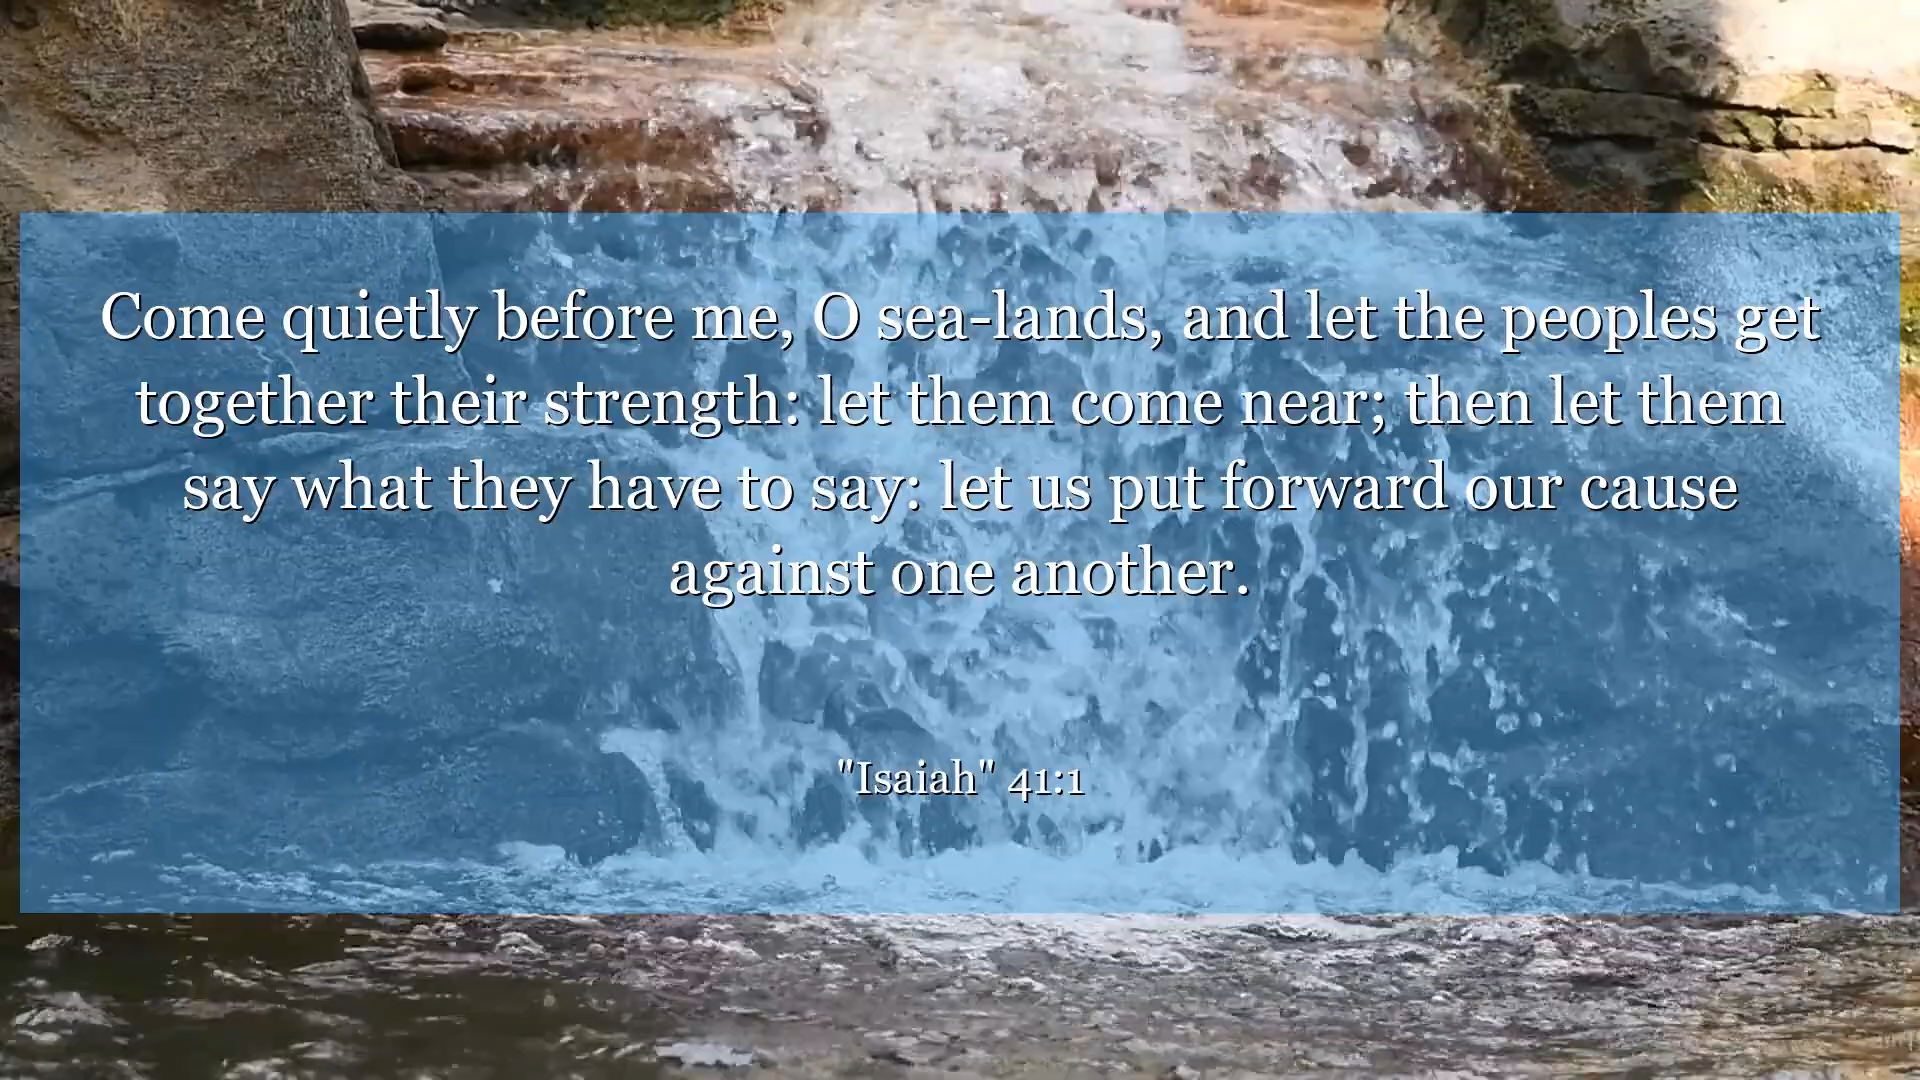 Come quietly before me, O sea-lands, and let the peoples get
together their strength: let them come near; then let them
say what they have to say: let us put forward our cause
against one another.
"Isaiah" 41:1